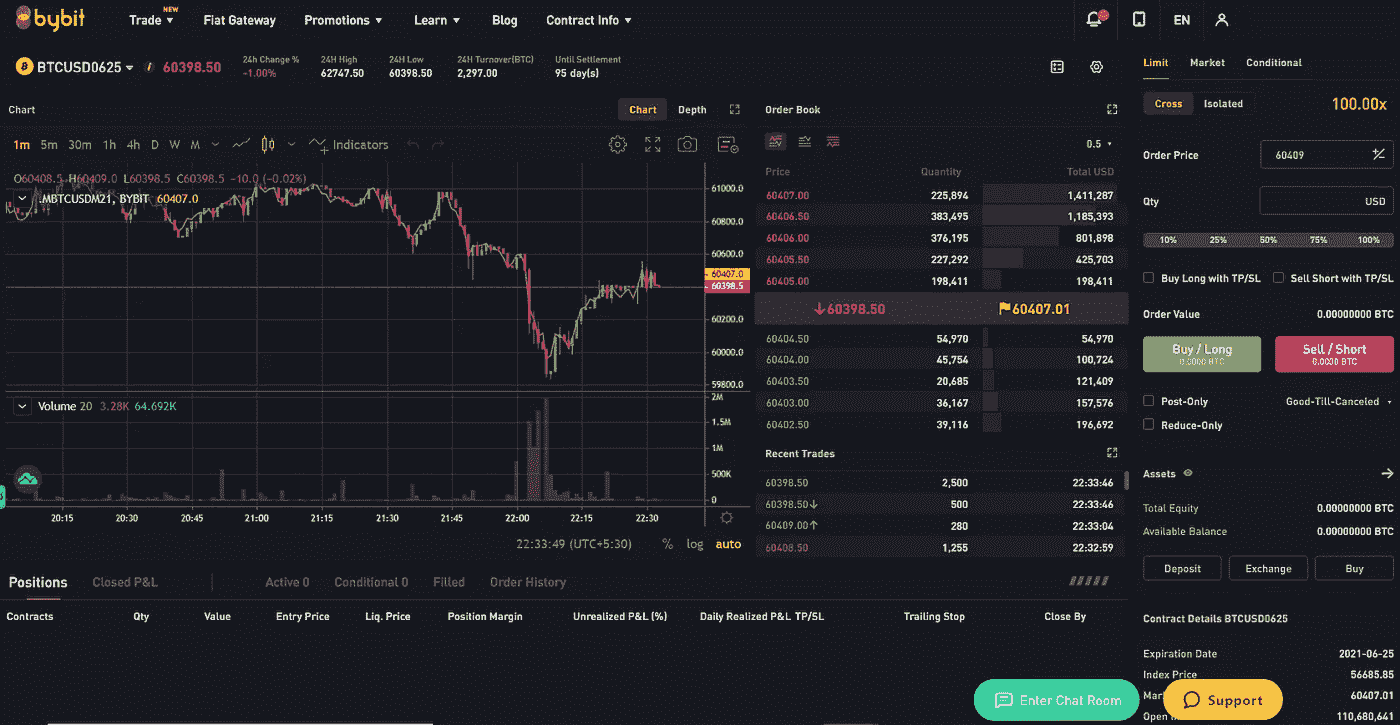 bybit Trade NEW Fiat Gateway Promotions Learn Blog Contract Info EN
BTCUSD0625 60398.50
24h Change % 24H High 24H Low 24H Turnover(BTC) Until Settlement
-1.00% 62747.50 60398.50 2,297.00 95 day(s)
Chart Chart Depth
1m 5m 30m 1h 4h D W M Indicators
O60408.5 H60409.0 L60398.5 C60398.5 -10.0 (-0.02%)
.MBTCUSDM21, BYBIT 60407.0
61000.0
60800.0
60600.0
60407.0
60398.5
60200.0
60000.0
59800.0
Volume 20 3.28K 64.692K
2M
1.5M
1M
500K
0
20:15 20:30 20:45 21:00 21:15 21:30 21:45 22:00 22:15 22:30
22:33:49 (UTC+5:30) % log auto
Order Book
0.5
Price Quantity Total USD
60407.00 225,894 1,411,287
60406.50 383,495 1,185,393
60406.00 376,195 801,898
60405.50 227,292 425,703
60405.00 198,411 198,411
60398.50 60407.01
60404.50 54,970 54,970
60404.00 45,754 100,724
60403.50 20,685 121,409
60403.00 36,167 157,576
60402.50 39,116 196,692
Recent Trades
60398.50 2,500 22:33:46
60398.50↓ 500 22:33:46
60409.00↑ 280 22:33:04
60408.50 1,255 22:32:59
Limit Market Conditional
Cross Isolated 100.00x
Order Price 60409
Qty USD
10% 25% 50% 75% 100%
Buy Long with TP/SL Sell Short with TP/SL
Order Value 0.00000000 BTC
Buy / Long Sell / Short
0.0000 BTC 0.0000 BTC
Post-Only Good-Till-Canceled
Reduce-Only
Assets
Total Equity 0.00000000 BTC
Available Balance 0.00000000 BTC
Deposit Exchange Buy
Contract Details BTCUSD0625
Expiration Date 2021-06-25
Index Price 56685.85
60407.01
Open 110,680,641
Positions Closed P&L Active 0 Conditional 0 Filled Order History
Contracts Qty Value Entry Price Liq. Price Position Margin Unrealized P&L (%) Daily Realized P&L TP/SL Trailing Stop Close By
Enter Chat Room
Support